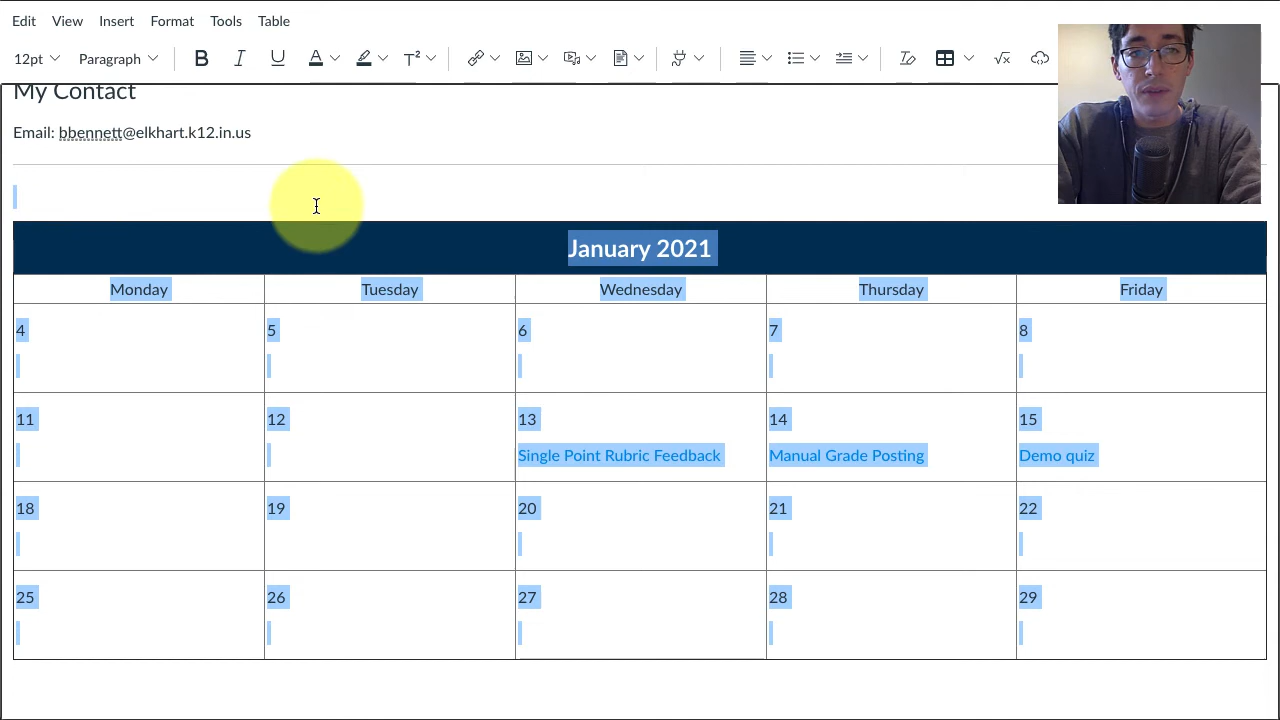 Edit View Insert Format Tools Table
12pt Paragraph B I U A T²
My Contact
Email: bbennett@elkhart.k12.in.us
January 2021
Monday Tuesday Wednesday Thursday Friday
4 5 6 7 8
11 12 13 14 15
Single Point Rubric Feedback Manual Grade Posting Demo quiz
18 19 20 21 22
25 26 27 28 29